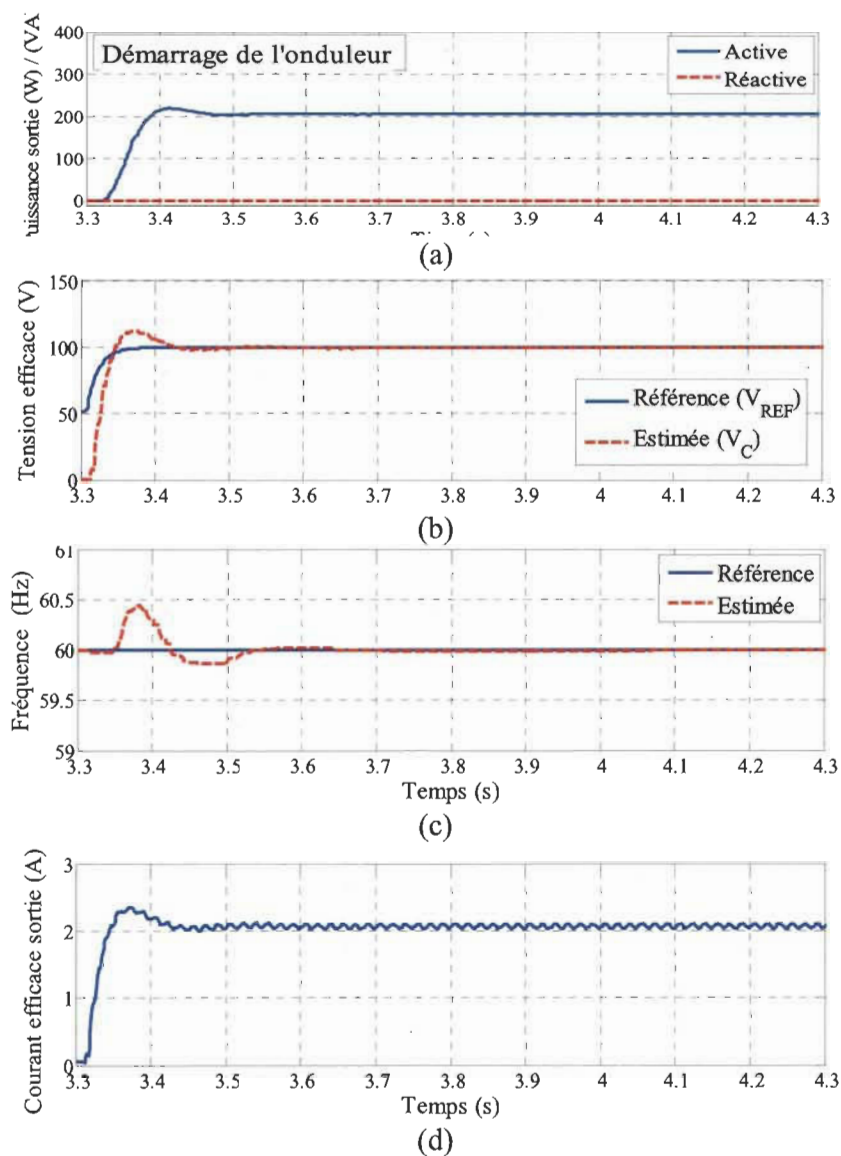 400
300
200
100
0
uissance sortie (W) / (VA
Démarrage de l'onduleur
Active
Réactive
3.3 3.4 3.5 3.6 3.7 3.8 3.9 4 4.1 4.2 4.3
(a)
150
100
50
0
Tension efficace (V)
Référence (V_REF)
Estimée (V_C)
3.3 3.4 3.5 3.6 3.7 3.8 3.9 4 4.1 4.2 4.3
(b)
61
60.5
60
59.5
59
Fréquence (Hz)
Référence
Estimée
3.3 3.4 3.5 3.6 3.7 3.8 3.9 4 4.1 4.2 4.3
Temps (s)
(c)
3
2
1
0
Courant efficace sortie (A)
3.3 3.4 3.5 3.6 3.7 3.8 3.9 4 4.1 4.2 4.3
Temps (s)
(d)